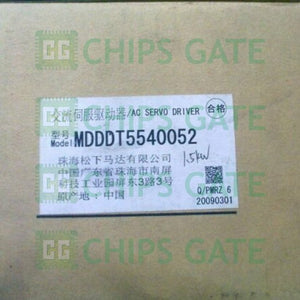 CHIPS GATE
交流伺服驱动器/AC SERVO DRIVER 合格
型号
Model MDDDT5540052
珠海松下马达有限公司
1.5kw
中国广东省珠海市南屏
科技工业园屏东3路3号
原产地：中国
Q/PMRZ 6
20090301
CHIPS GATE